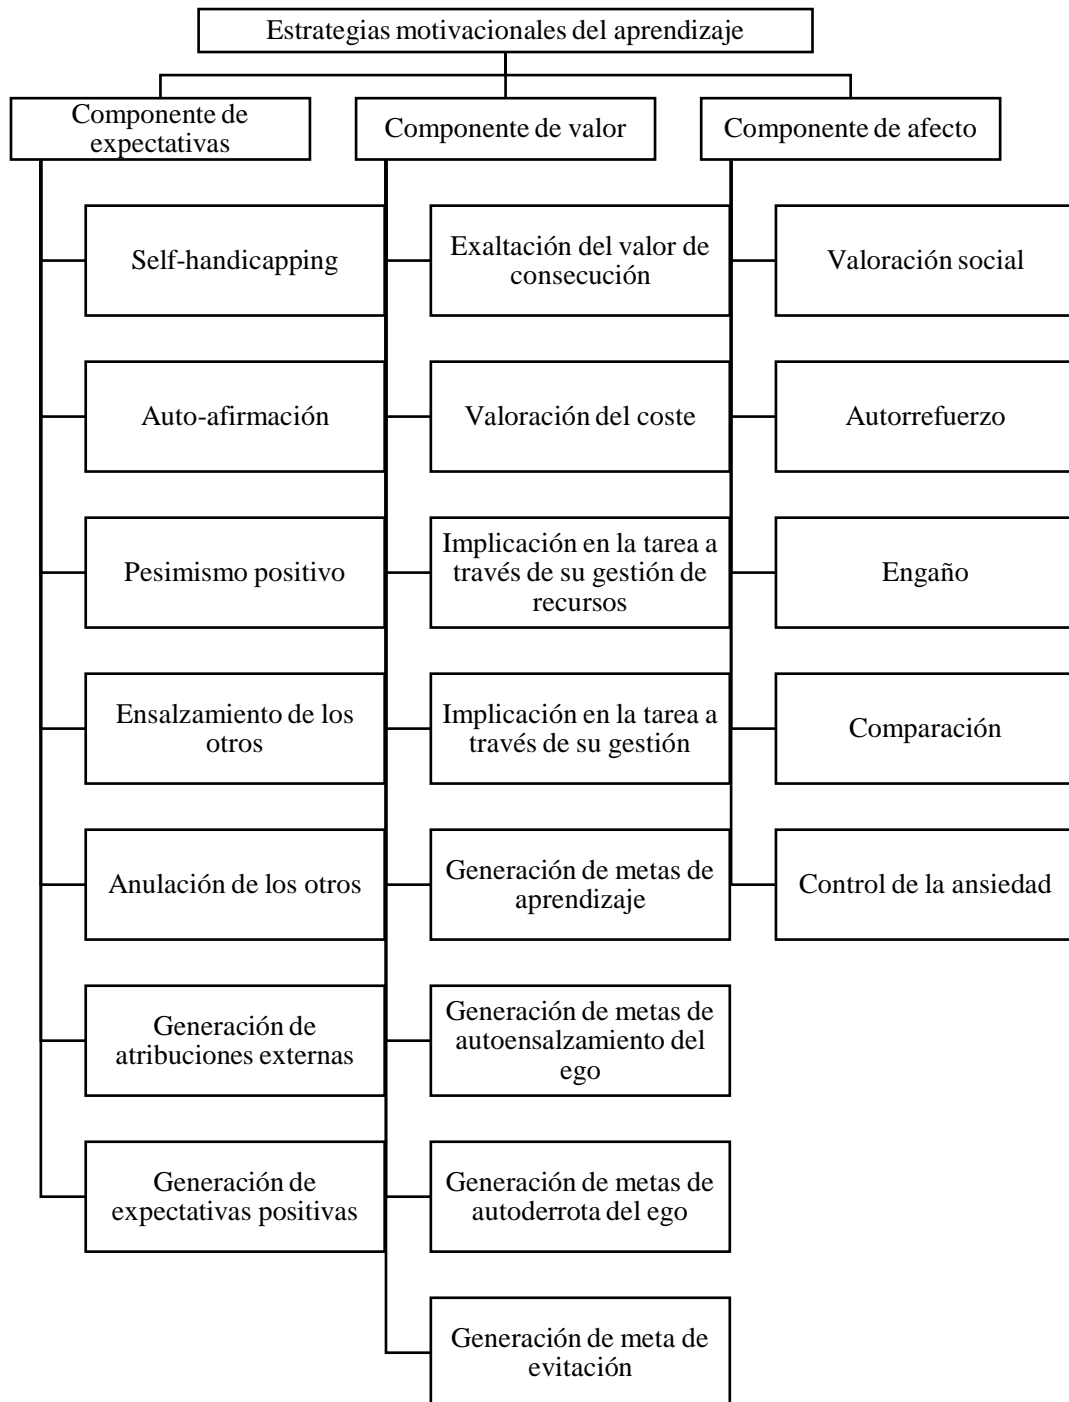 Estrategias motivacionales del aprendizaje
Componente de
expectativas
Self-handicapping
Auto-afirmación
Pesimismo positivo
Ensalzamiento de los
otros
Anulación de los otros
Generación de
atribuciones externas
Generación de
expectativas positivas
Componente de valor
Exaltación del valor de
consecución
Valoración del coste
Implicación en la tarea a
través de su gestión de
recursos
Implicación en la tarea a
través de su gestión
Generación de metas de
aprendizaje
Generación de metas de
autoensalzamiento del
ego
Generación de metas de
autoderrota del ego
Generación de meta de
evitación
Componente de afecto
Valoración social
Autorrefuerzo
Engaño
Comparación
Control de la ansiedad